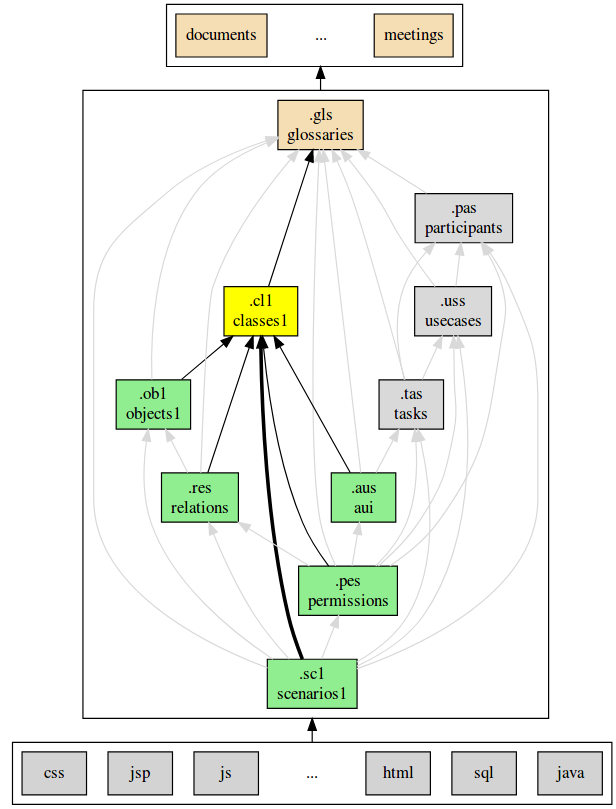 documents
...
meetings
.gls
glossaries
.pas
participants
.cl1
classes1
.uss
usecases
.ob1
objects1
.tas
tasks
.res
relations
.aus
aui
.pes
permissions
.sc1
scenarios1
css
jsp
js
...
html
sql
java